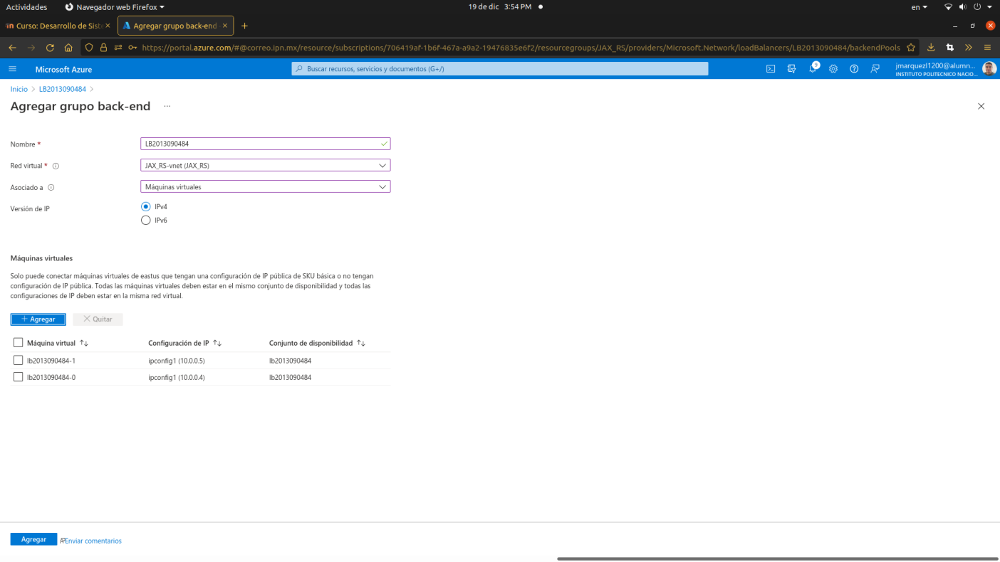 Actividades Navegador web Firefox 19 de dic 3:54 PM en
Curso: Desarrollo de Siste Agregar grupo back-end
https://portal.azure.com/#@correo.ipn.mx/resource/subscriptions/706419af-1b6f-467a-a9a2-19476835e6f2/resourcegroups/JAX_RS/providers/Microsoft.Network/loadBalancers/LB2013090484/backendPools
Microsoft Azure Buscar recursos, servicios y documentos (G+/) 9 jmarquezl1200@alumn...
INSTITUTO POLITECNICO NACIO...
Inicio > LB2013090484 >
Agregar grupo back-end ...
Nombre * LB2013090484
Red virtual * JAX_RS-vnet (JAX_RS)
Asociado a Máquinas virtuales
Versión de IP IPv4
IPv6
Máquinas virtuales
Solo puede conectar máquinas virtuales de eastus que tengan una configuración de IP pública de SKU básica o no tengan
configuración de IP pública. Todas las máquinas virtuales deben estar en el mismo conjunto de disponibilidad y todas las
configuraciones de IP deben estar en la misma red virtual.
+ Agregar Quitar
Máquina virtual ↑↓ Configuración de IP ↑↓ Conjunto de disponibilidad ↑↓
lb2013090484-1 ipconfig1 (10.0.0.5) lb2013090484
lb2013090484-0 ipconfig1 (10.0.0.4) lb2013090484
Agregar Enviar comentarios